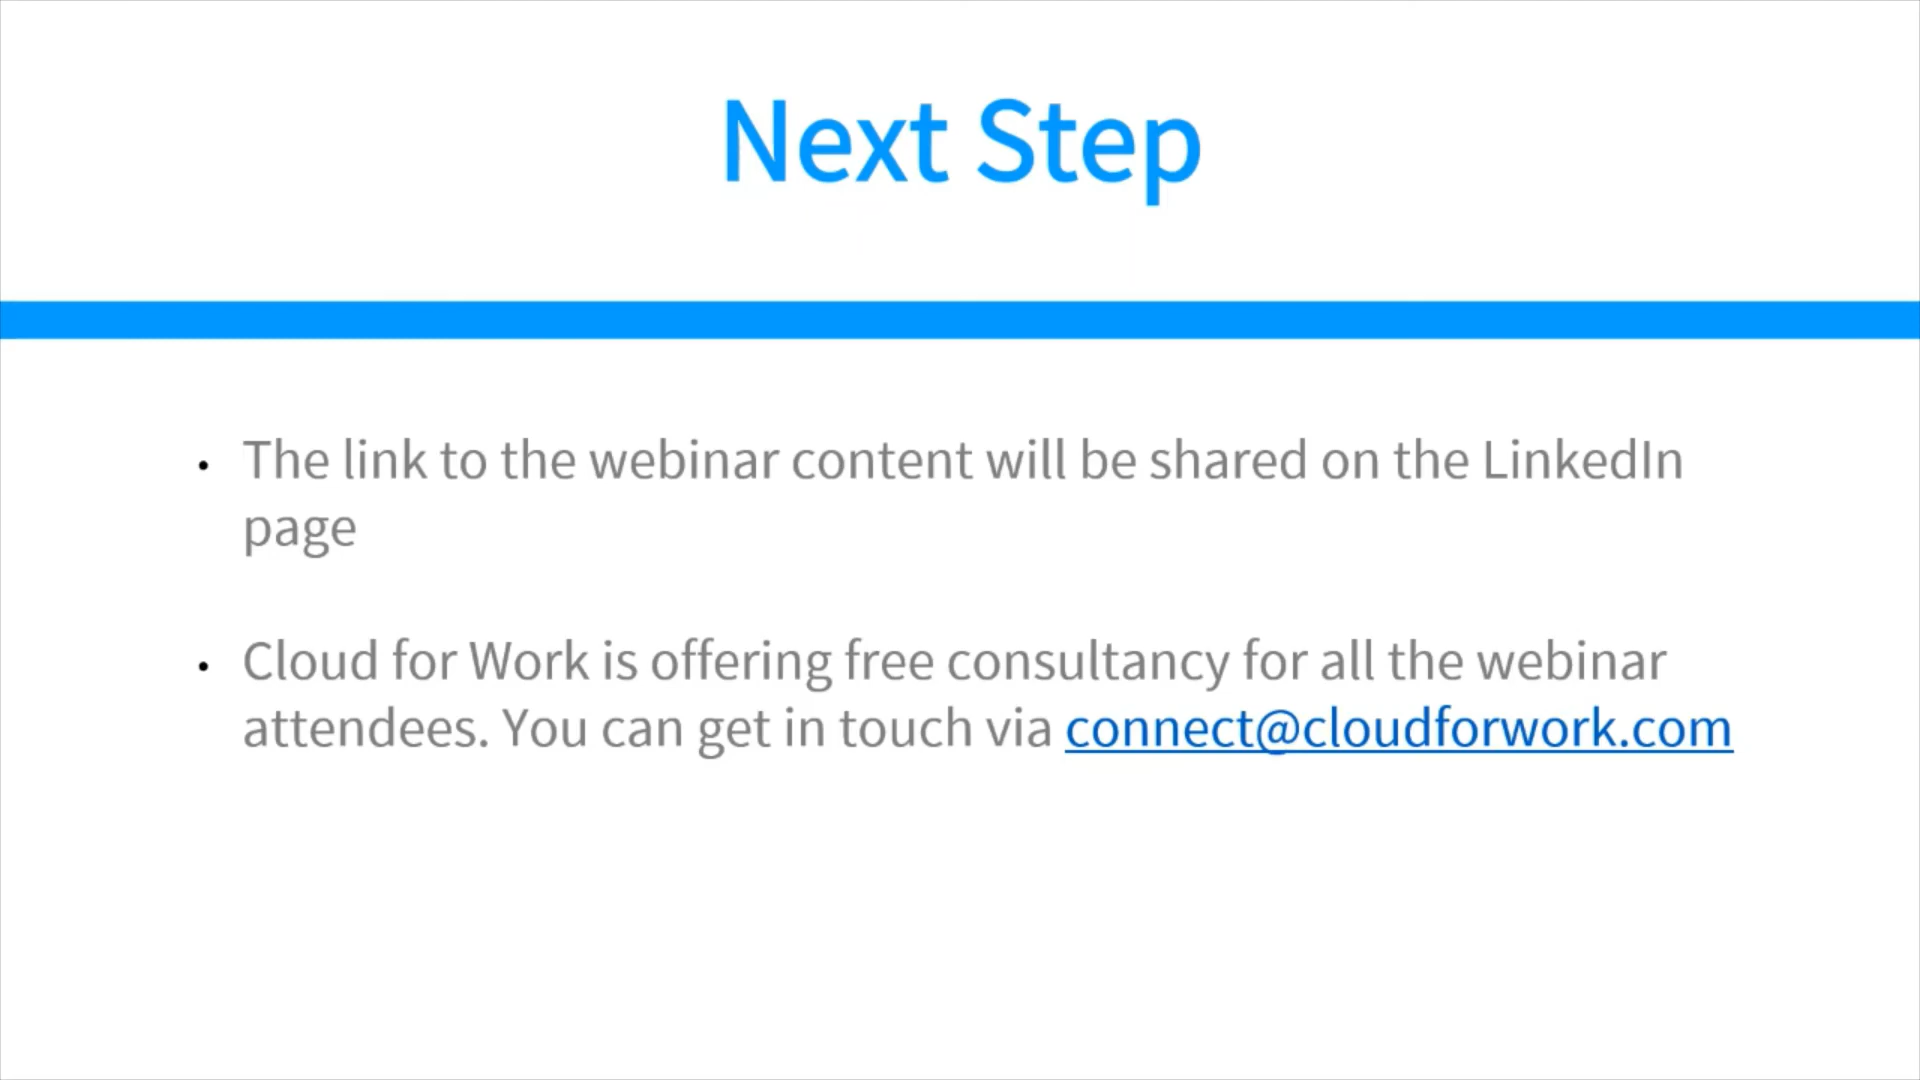 Next Step
• The link to the webinar content will be shared on the LinkedIn
page
• Cloud for Work is offering free consultancy for all the webinar
attendees. You can get in touch via connect@cloudforwork.com